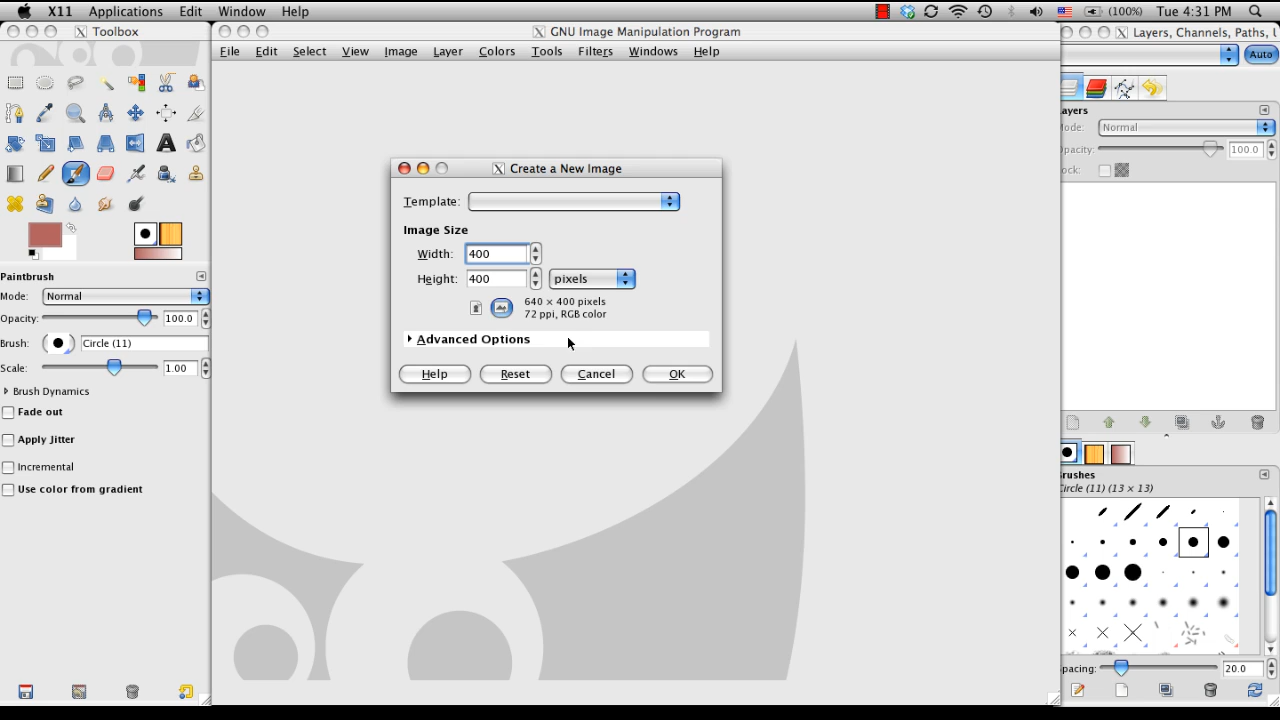 X11 Applications Edit Window Help (100%) Tue 4:31 PM
Toolbox
GNU Image Manipulation Program
Layers, Channels, Paths,
File Edit Select View Image Layer Colors Tools Filters Windows Help
Auto
ayers
Mode: Normal
Opacity: 100.0
ock:
Create a New Image
Template:
Image Size
Width: 400
Height: 400 pixels
640 × 400 pixels
72 ppi, RGB color
Advanced Options
Help Reset Cancel OK
Paintbrush
Mode: Normal
Opacity: 100.0
Brush: Circle (11)
Scale: 1.00
Brush Dynamics
Fade out
Apply Jitter
Incremental
Use color from gradient
rushes
Circle (11) (13 × 13)
Spacing: 20.0